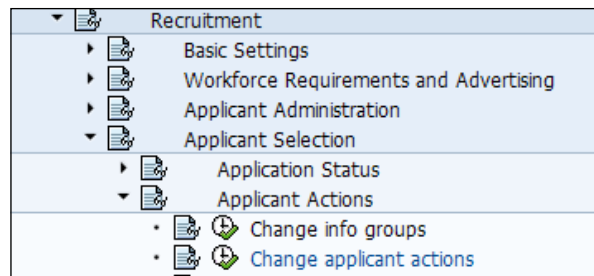 Recruitment
Basic Settings
Workforce Requirements and Advertising
Applicant Administration
Applicant Selection
Application Status
Applicant Actions
Change info groups
Change applicant actions